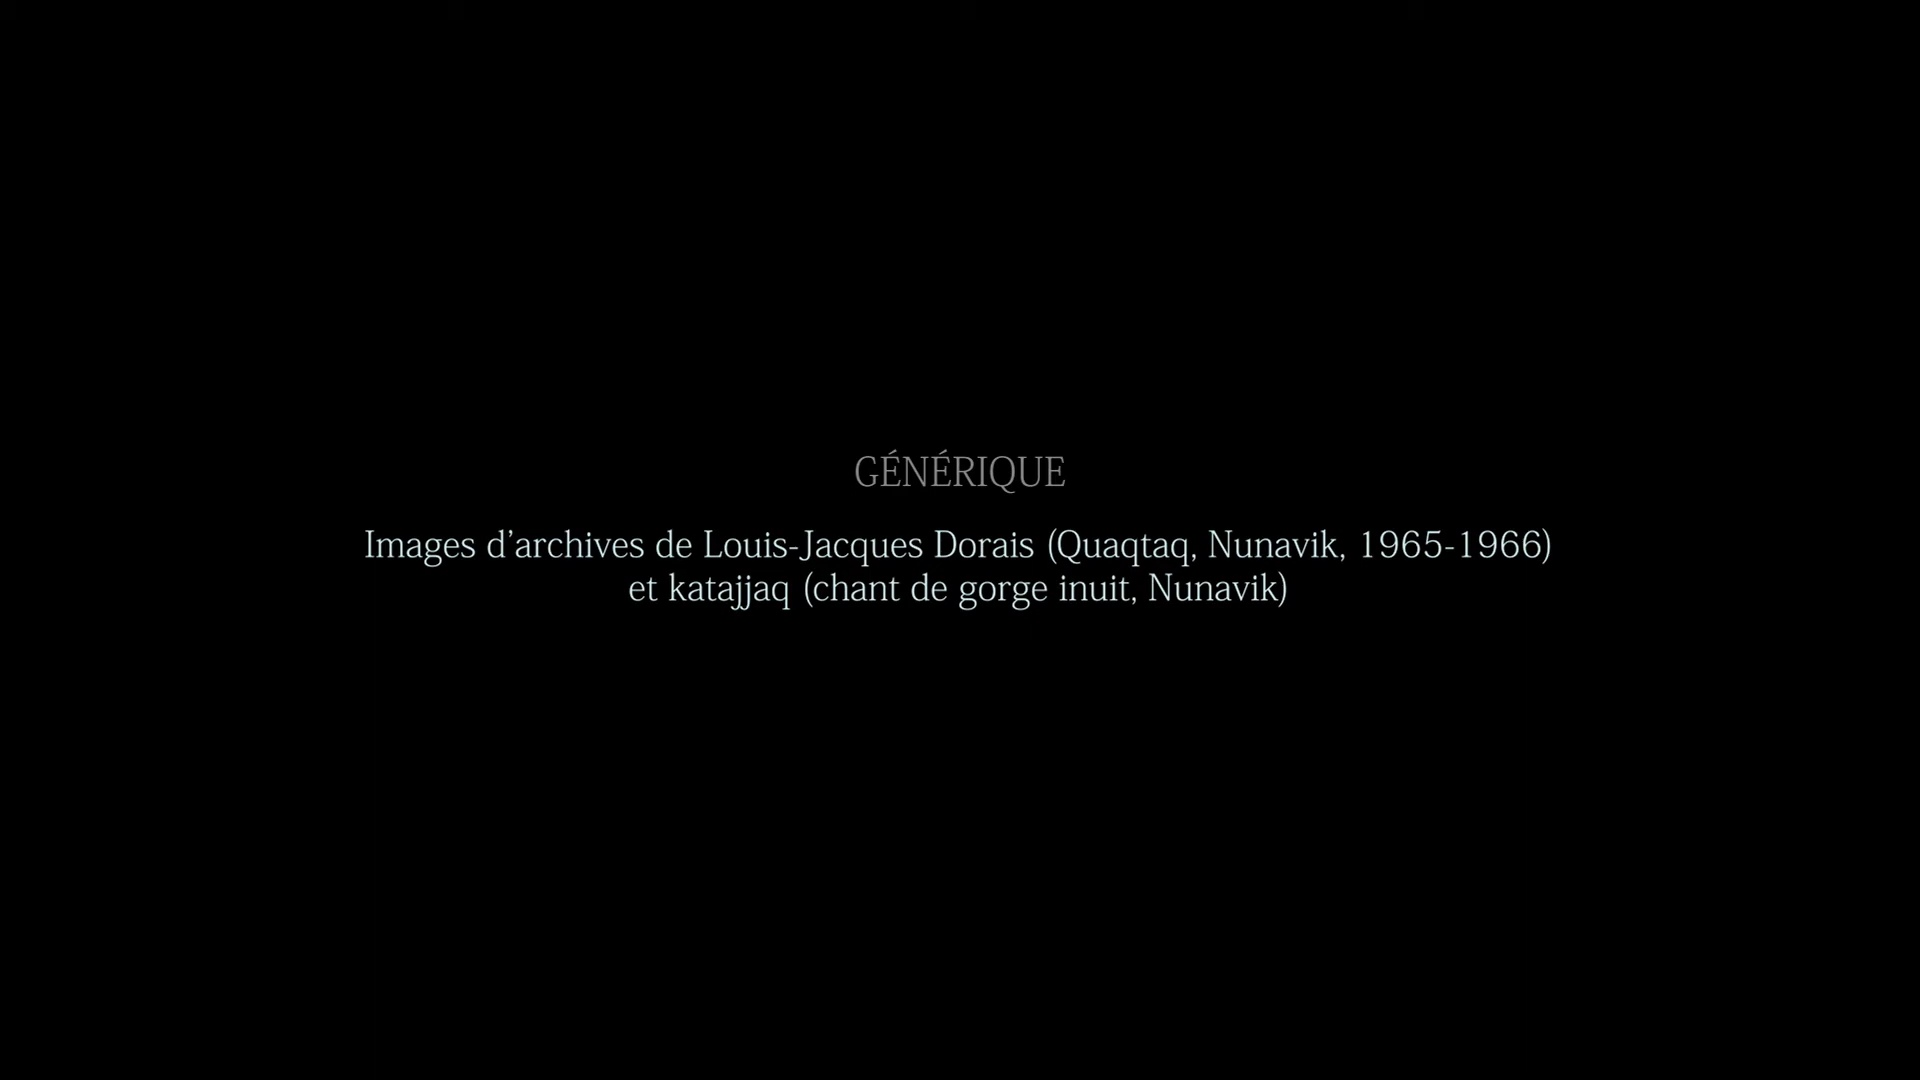 GÉNÉRIQUE
Images d’archives de Louis-Jacques Dorais (Quaqtaq, Nunavik, 1965-1966)
et katajjaq (chant de gorge inuit, Nunavik)